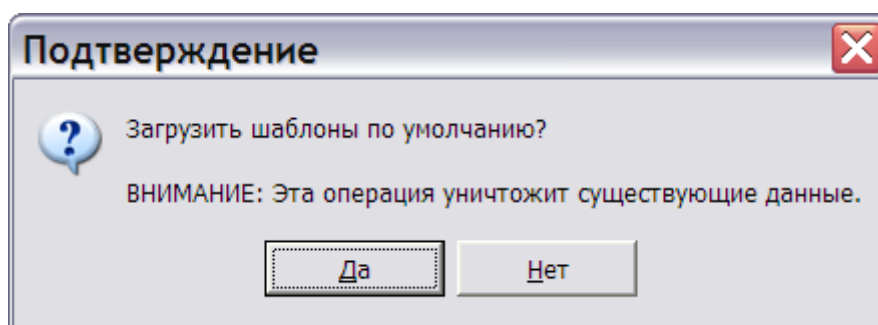 Подтверждение
Загрузить шаблоны по умолчанию?
ВНИМАНИЕ: Эта операция уничтожит существующие данные.
Да Нет